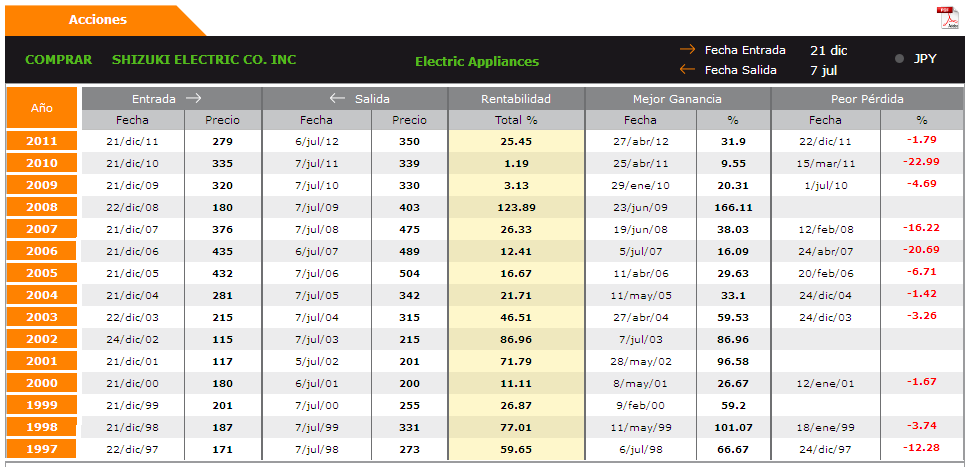 Acciones
PDF
COMPRAR SHIZUKI ELECTRIC CO. INC Electric Appliances → Fecha Entrada 21 dic JPY
← Fecha Salida 7 jul
Año Entrada → ← Salida Rentabilidad Mejor Ganancia Peor Pérdida
Fecha Precio Fecha Precio Total % Fecha % Fecha %
2011 21/dic/11 279 6/jul/12 350 25.45 27/abr/12 31.9 22/dic/11 -1.79
2010 21/dic/10 335 7/jul/11 339 1.19 25/abr/11 9.55 15/mar/11 -22.99
2009 21/dic/09 320 7/jul/10 330 3.13 29/ene/10 20.31 1/jul/10 -4.69
2008 22/dic/08 180 7/jul/09 403 123.89 23/jun/09 166.11
2007 21/dic/07 376 7/jul/08 475 26.33 19/jun/08 38.03 12/feb/08 -16.22
2006 21/dic/06 435 6/jul/07 489 12.41 5/jul/07 16.09 24/abr/07 -20.69
2005 21/dic/05 432 7/jul/06 504 16.67 11/abr/06 29.63 20/feb/06 -6.71
2004 21/dic/04 281 7/jul/05 342 21.71 11/may/05 33.1 24/dic/04 -1.42
2003 22/dic/03 215 7/jul/04 315 46.51 27/abr/04 59.53 24/dic/03 -3.26
2002 24/dic/02 115 7/jul/03 215 86.96 7/jul/03 86.96
2001 21/dic/01 117 5/jul/02 201 71.79 28/may/02 96.58
2000 21/dic/00 180 6/jul/01 200 11.11 8/may/01 26.67 12/ene/01 -1.67
1999 21/dic/99 201 7/jul/00 255 26.87 9/feb/00 59.2
1998 21/dic/98 187 7/jul/99 331 77.01 11/may/99 101.07 18/ene/99 -3.74
1997 22/dic/97 171 7/jul/98 273 59.65 6/jul/98 66.67 24/dic/97 -12.28